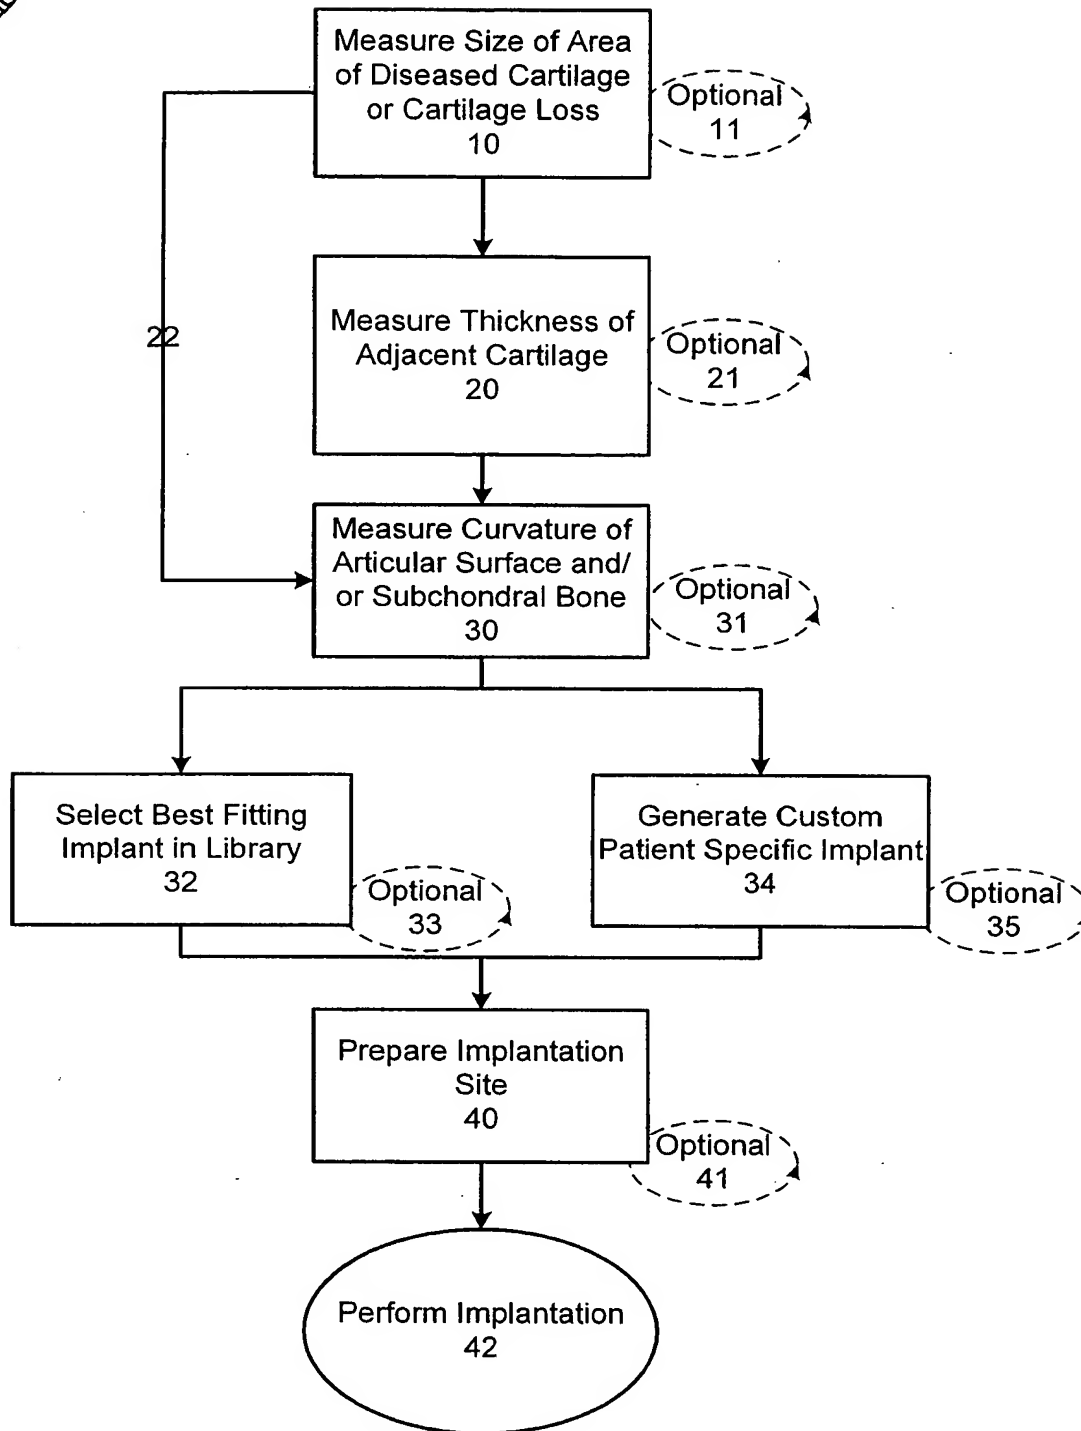 Measure Size of Area
of Diseased Cartilage
or Cartilage Loss
10
Optional
11
22
Measure Thickness of
Adjacent Cartilage
20
Optional
21
Measure Curvature of
Articular Surface and/
or Subchondral Bone
30
Optional
31
Select Best Fitting
Implant in Library
32
Optional
33
Generate Custom
Patient Specific Implant
34
Optional
35
Prepare Implantation
Site
40
Optional
41
Perform Implantation
42